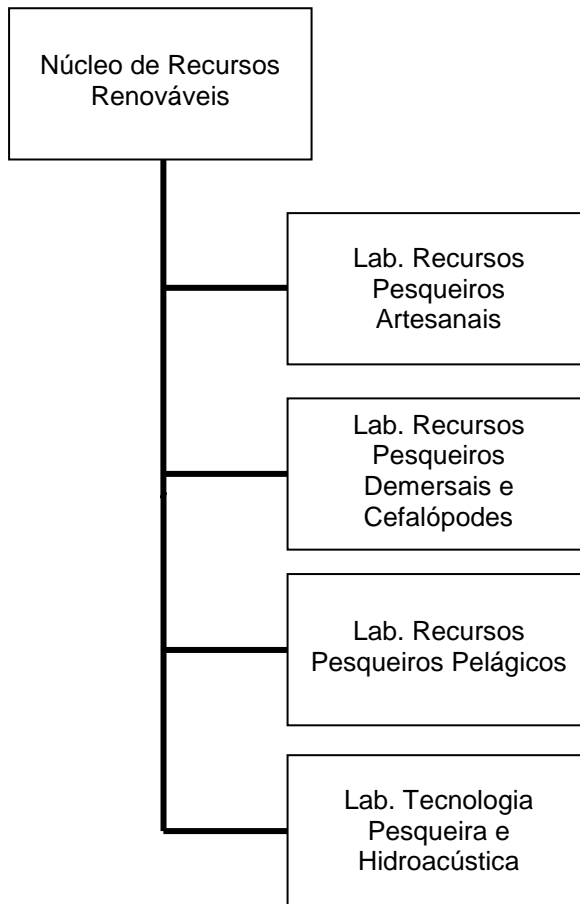 Núcleo de Recursos
Renováveis
Lab. Recursos
Pesqueiros
Artesanais
Lab. Recursos
Pesqueiros
Demersais e
Cefalópodes
Lab. Recursos
Pesqueiros Pelágicos
Lab. Tecnologia
Pesqueira e
Hidroacústica